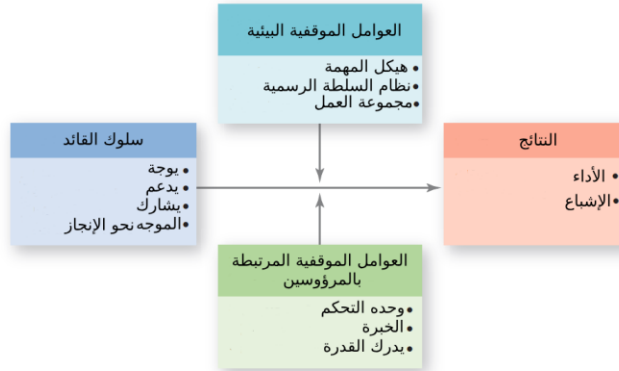 العوامل الموقفية البيئية
هيكل المهمة
نظام السلطة الرسمية
مجموعة العمل
سلوك القائد
يوجة
يدعم
يشارك
الموجه نحو الإنجاز
النتائج
الأداء
الإشباع
العوامل الموقفية المرتبطة
بالمرؤوسين
وحده التحكم
الخبرة
يدرك القدرة